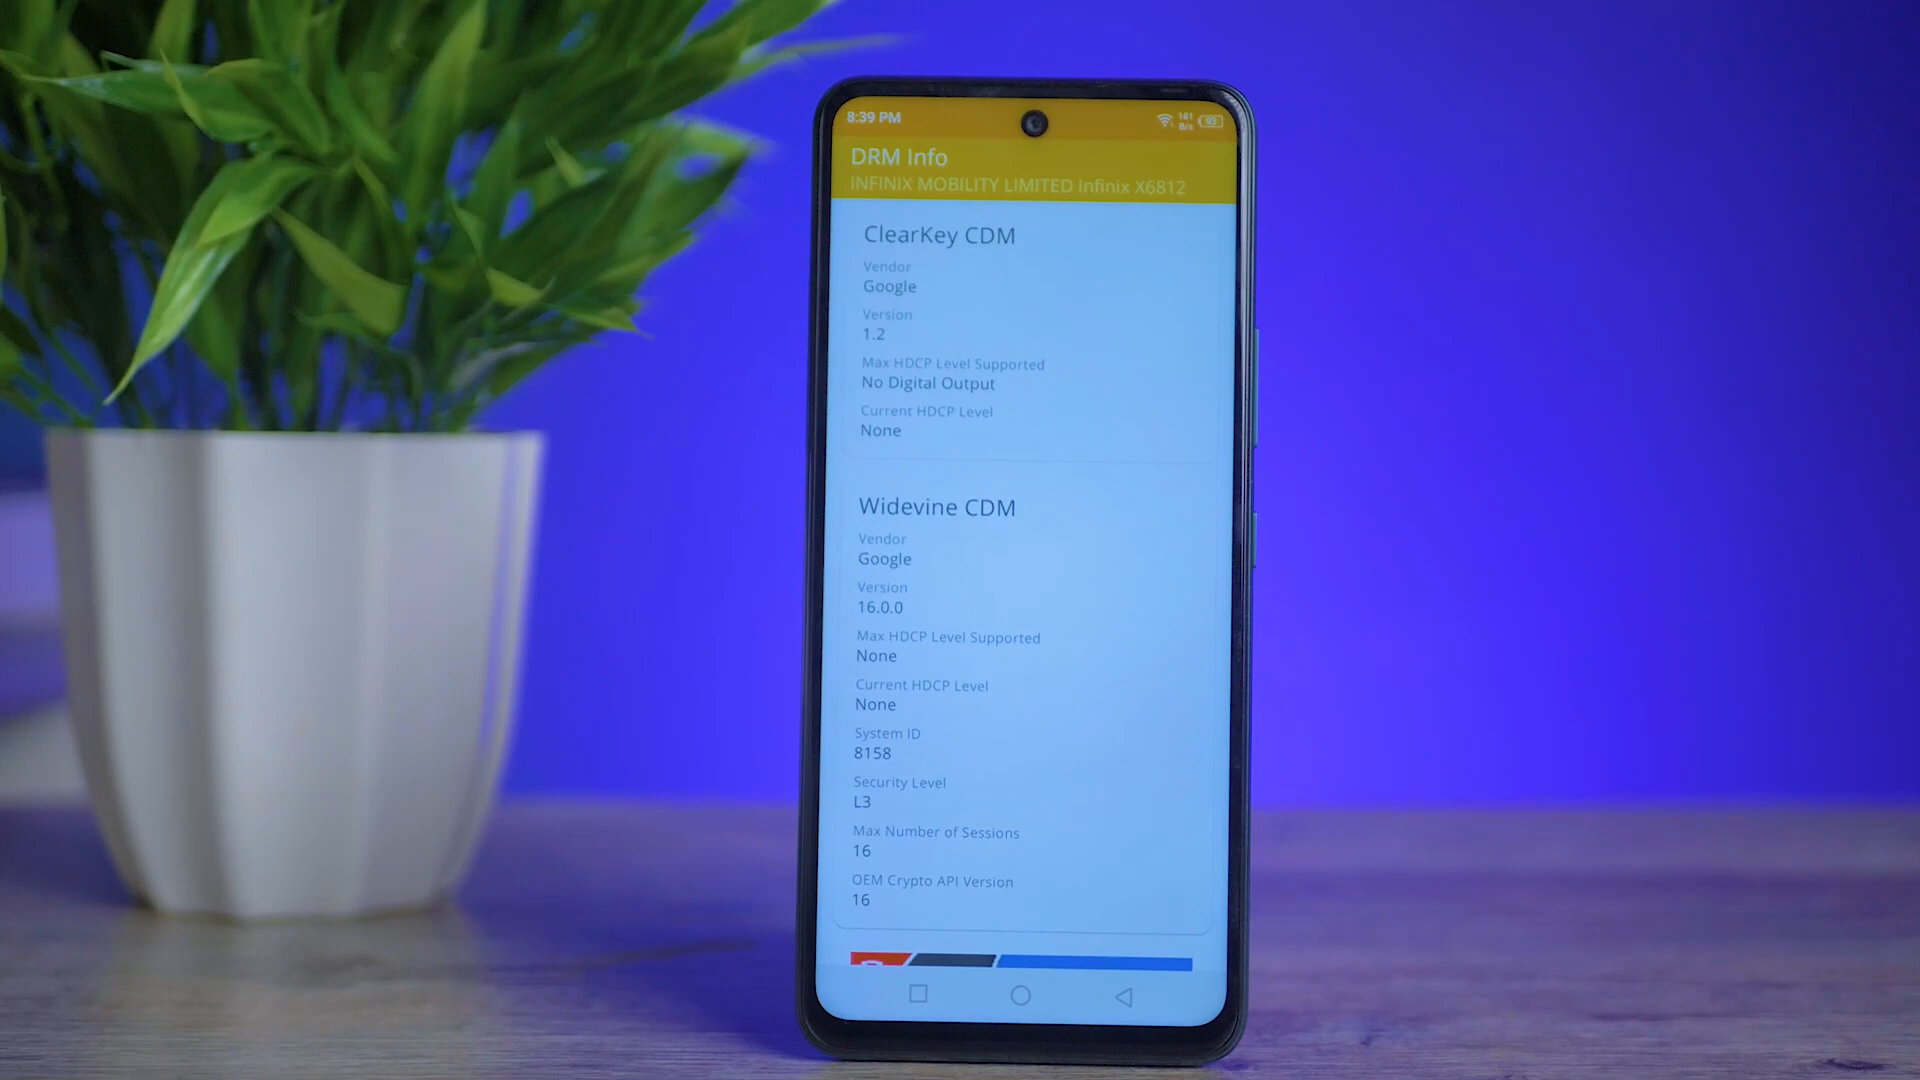 8:39 PM
181
B/s
93
DRM Info
INFINIX MOBILITY LIMITED Infinix X6812
ClearKey CDM
Vendor
Google
Version
1.2
Max HDCP Level Supported
No Digital Output
Current HDCP Level
None
Widevine CDM
Vendor
Google
Version
16.0.0
Max HDCP Level Supported
None
Current HDCP Level
None
System ID
8158
Security Level
L3
Max Number of Sessions
16
OEM Crypto API Version
16